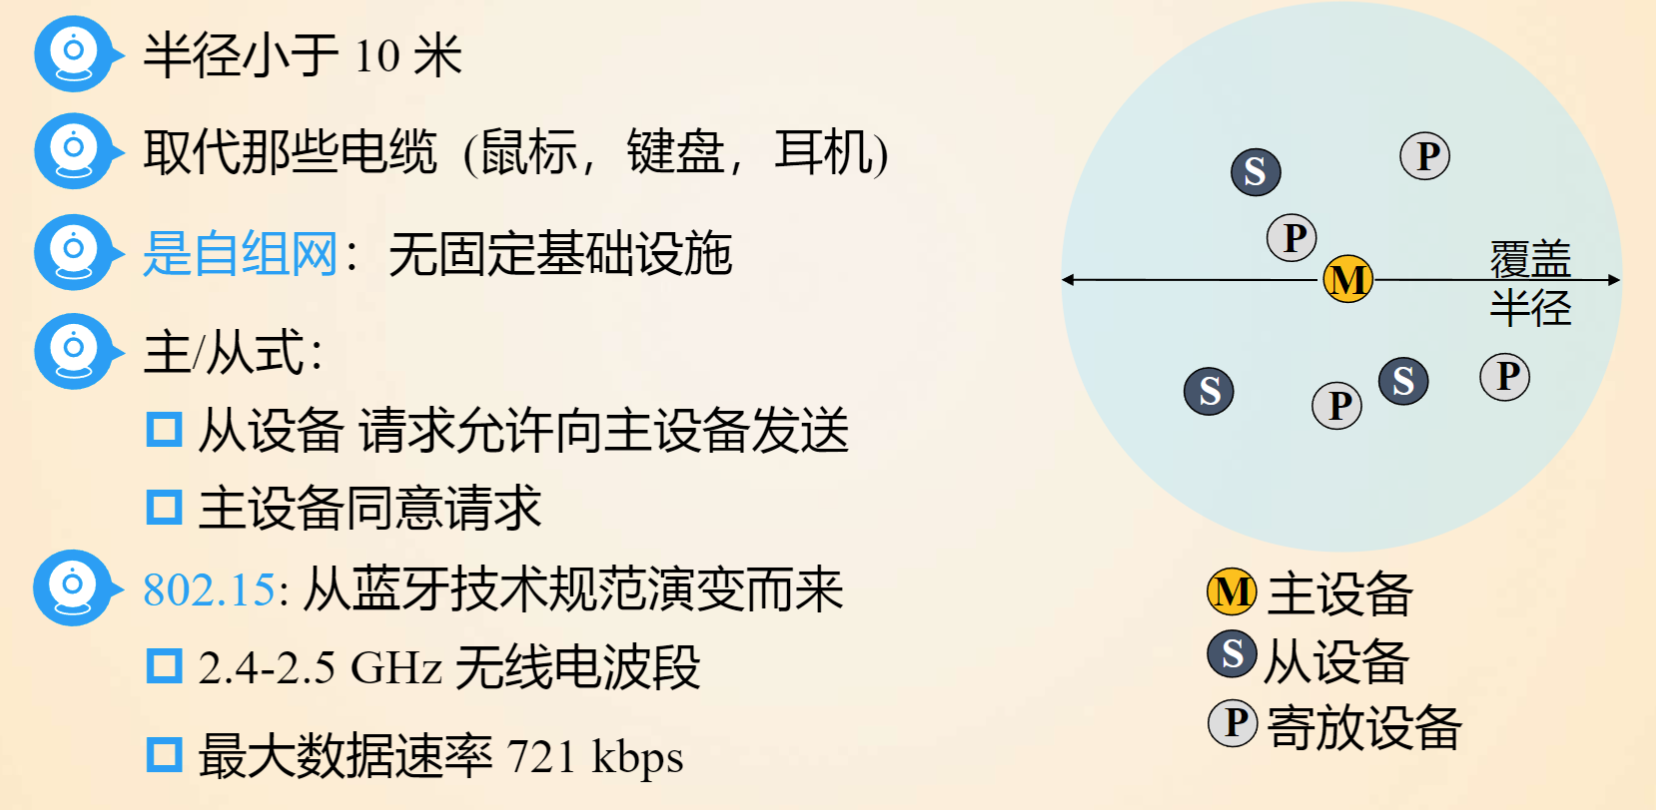 半径小于 10 米
取代那些电缆 (鼠标，键盘，耳机)
是自组网：无固定基础设施
主/从式：
从设备 请求允许向主设备发送
主设备同意请求
802.15: 从蓝牙技术规范演变而来
2.4-2.5 GHz 无线电波段
最大数据速率 721 kbps
P
S
P
M
覆盖
半径
S
P
S
P
M 主设备
S 从设备
P 寄放设备